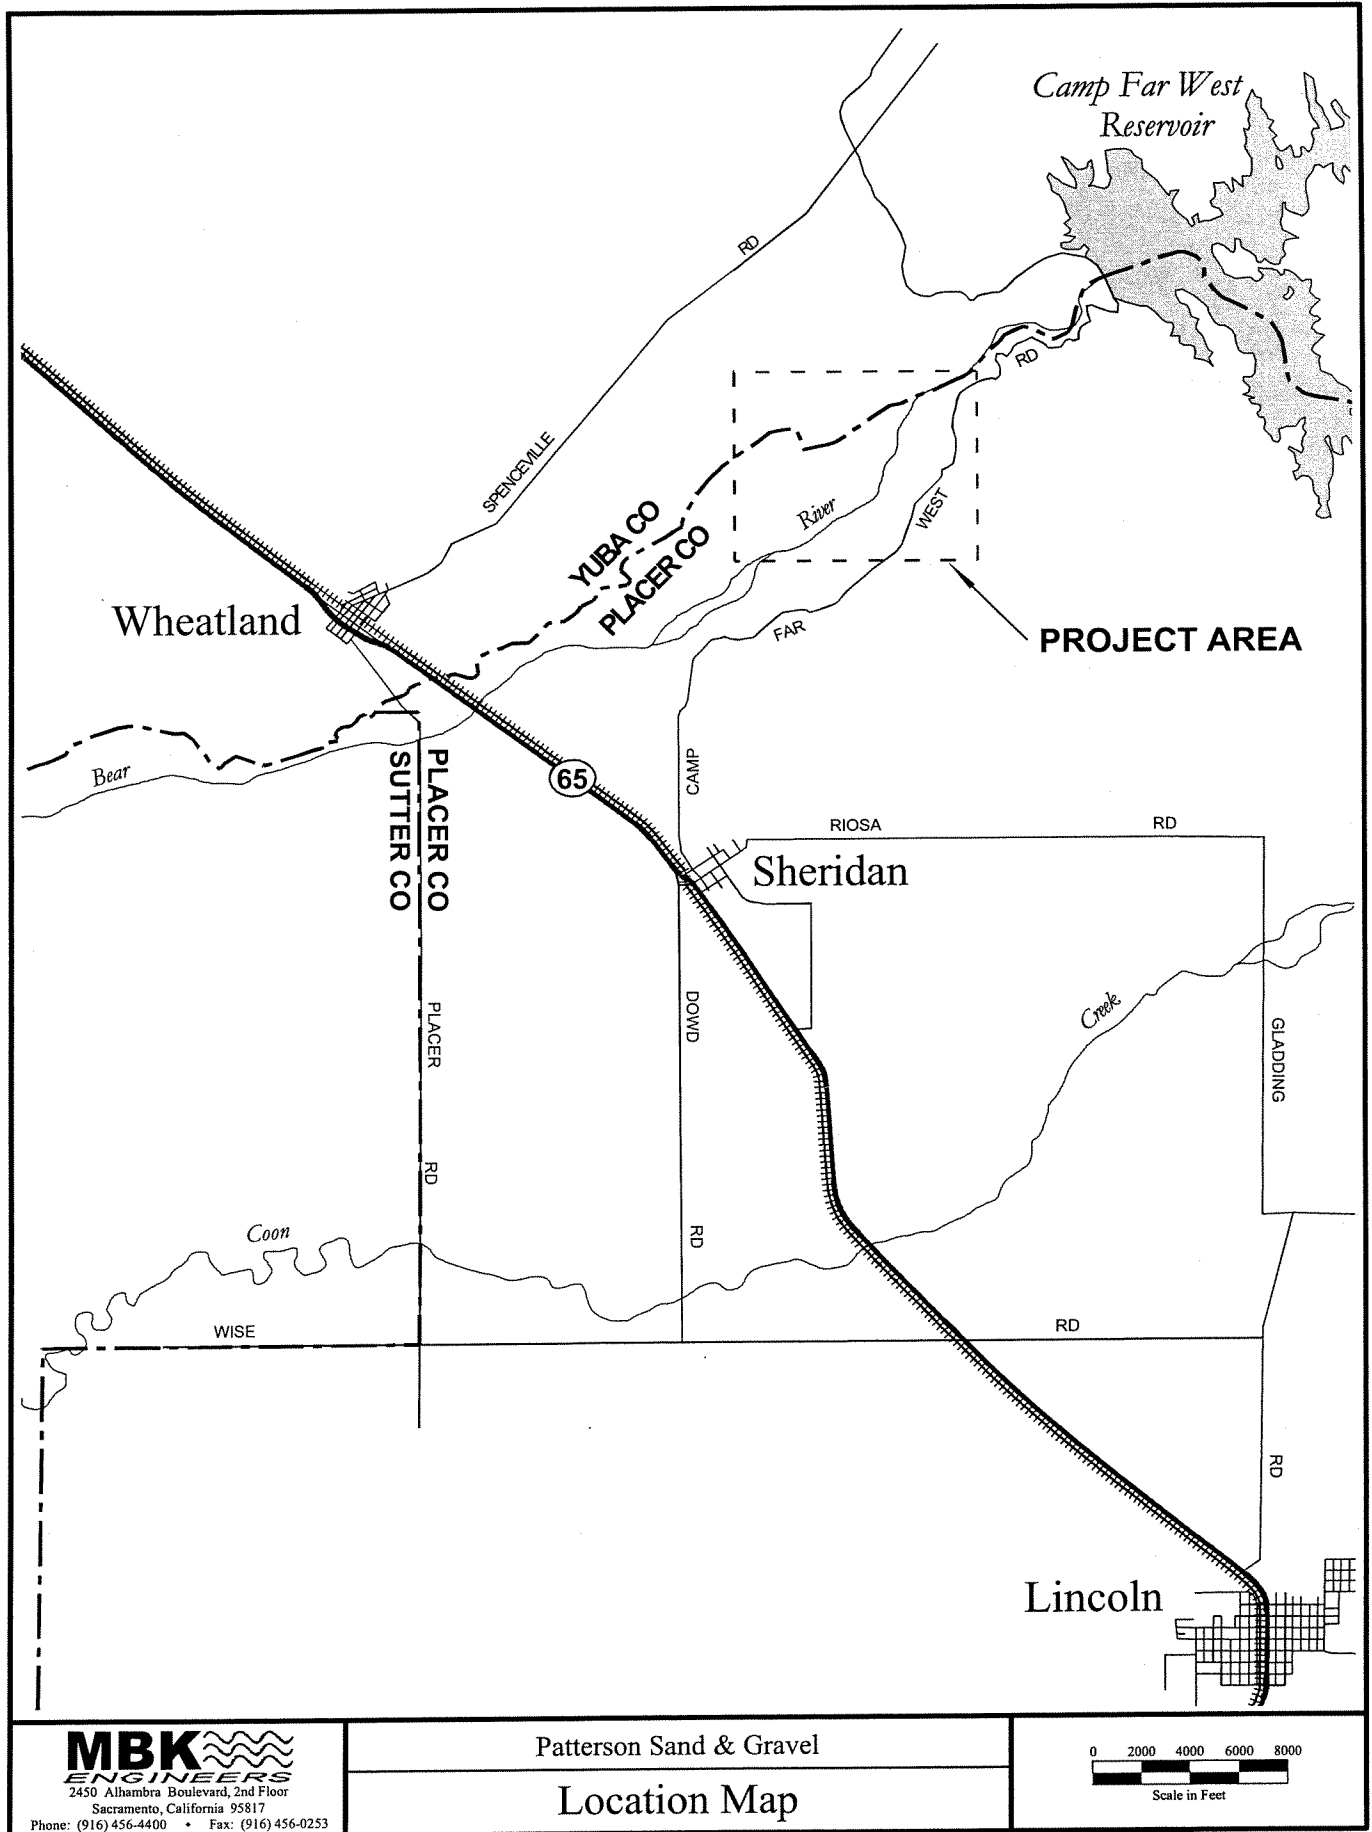 Camp Far West
Reservoir
RD
RD
SPENCEVILLE
River
WEST
YUBA CO
PLACER CO
Wheatland
FAR
PROJECT AREA
Bear
PLACER CO
SUTTER CO
65
CAMP
RIOSA RD
Sheridan
DOWD
PLACER
Creek
GLADDING
RD
RD
Coon
WISE
RD
RD
Lincoln
MBK
ENGINEERS
2450 Alhambra Boulevard, 2nd Floor
Sacramento, California 95817
Phone: (916) 456-4400 • Fax: (916) 456-0253
Patterson Sand & Gravel
Location Map
0 2000 4000 6000 8000
Scale in Feet